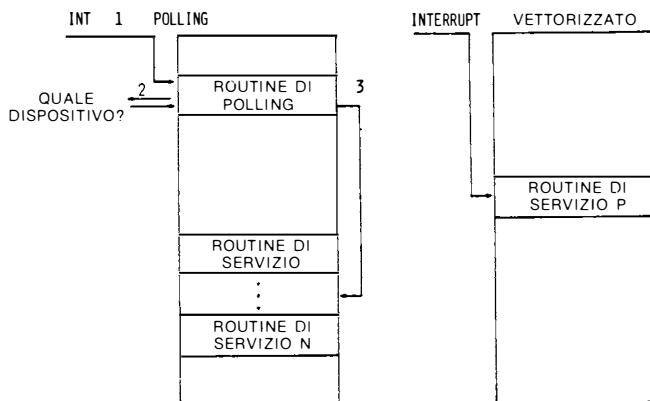 INT 1 POLLING
ROUTINE DI
POLLING
2
QUALE
DISPOSITIVO?
3
ROUTINE DI
SERVIZIO
ROUTINE DI
SERVIZIO N
INTERRUPT VETTORIZZATO
ROUTINE DI
SERVIZIO P